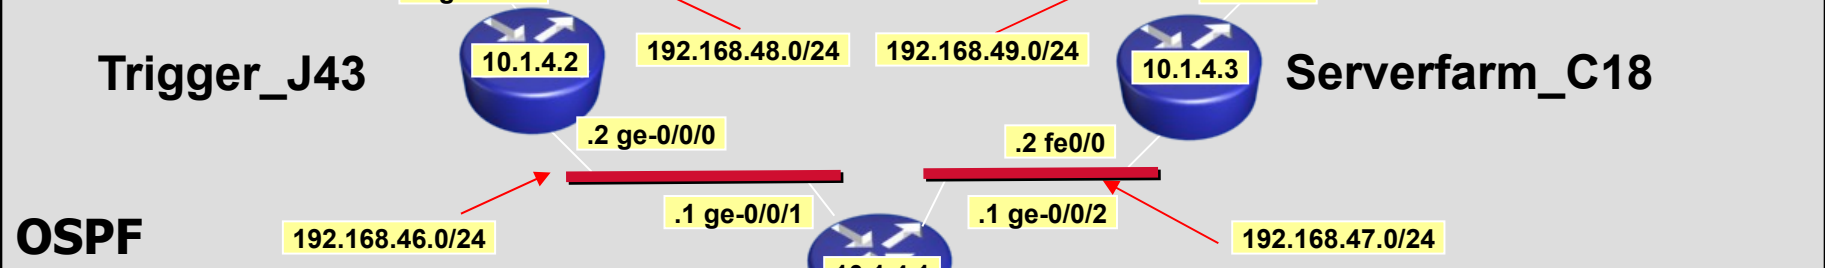 Trigger_J43
10.1.4.2
192.168.48.0/24
192.168.49.0/24
10.1.4.3
Serverfarm_C18
.2 ge-0/0/0
.2 fe0/0
.1 ge-0/0/1
.1 ge-0/0/2
OSPF
192.168.46.0/24
192.168.47.0/24